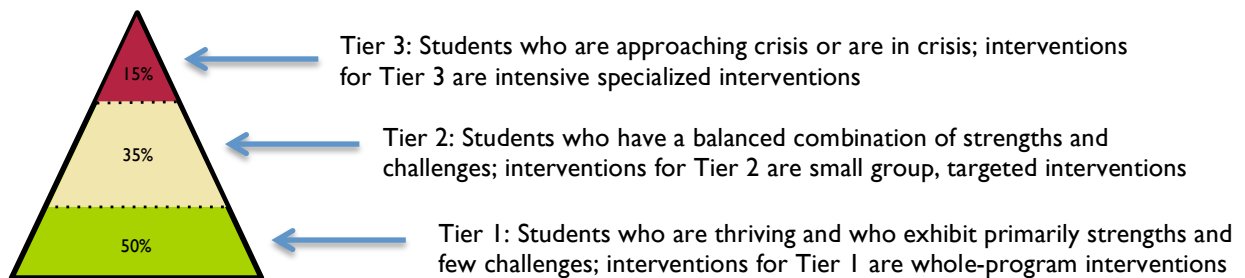 15%
Tier 3: Students who are approaching crisis or are in crisis; interventions
for Tier 3 are intensive specialized interventions
35%
Tier 2: Students who have a balanced combination of strengths and
challenges; interventions for Tier 2 are small group, targeted interventions
50%
Tier 1: Students who are thriving and who exhibit primarily strengths and
few challenges; interventions for Tier 1 are whole-program interventions